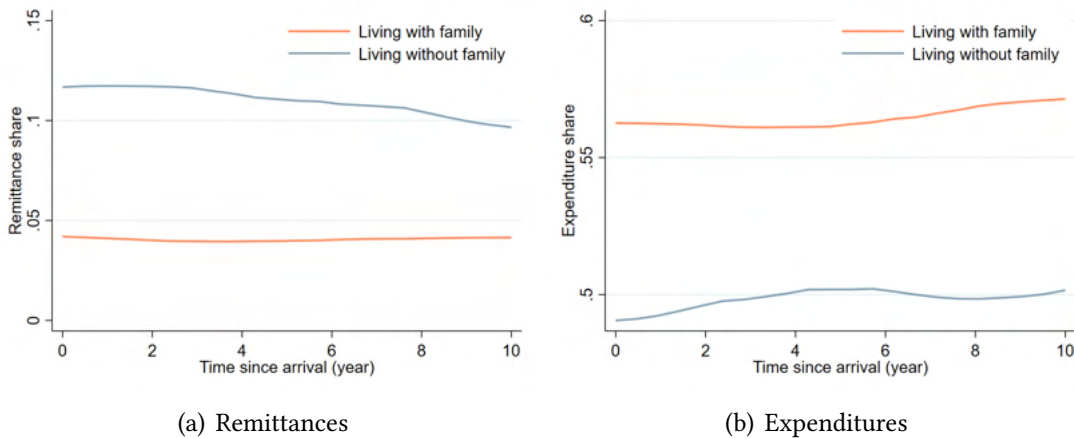 .15
.1
.05
0
Remittance share
Living with family
Living without family
0 2 4 6 8 10
Time since arrival (year)
(a) Remittances
.6
.55
.5
Expenditure share
Living with family
Living without family
0 2 4 6 8 10
Time since arrival (year)
(b) Expenditures